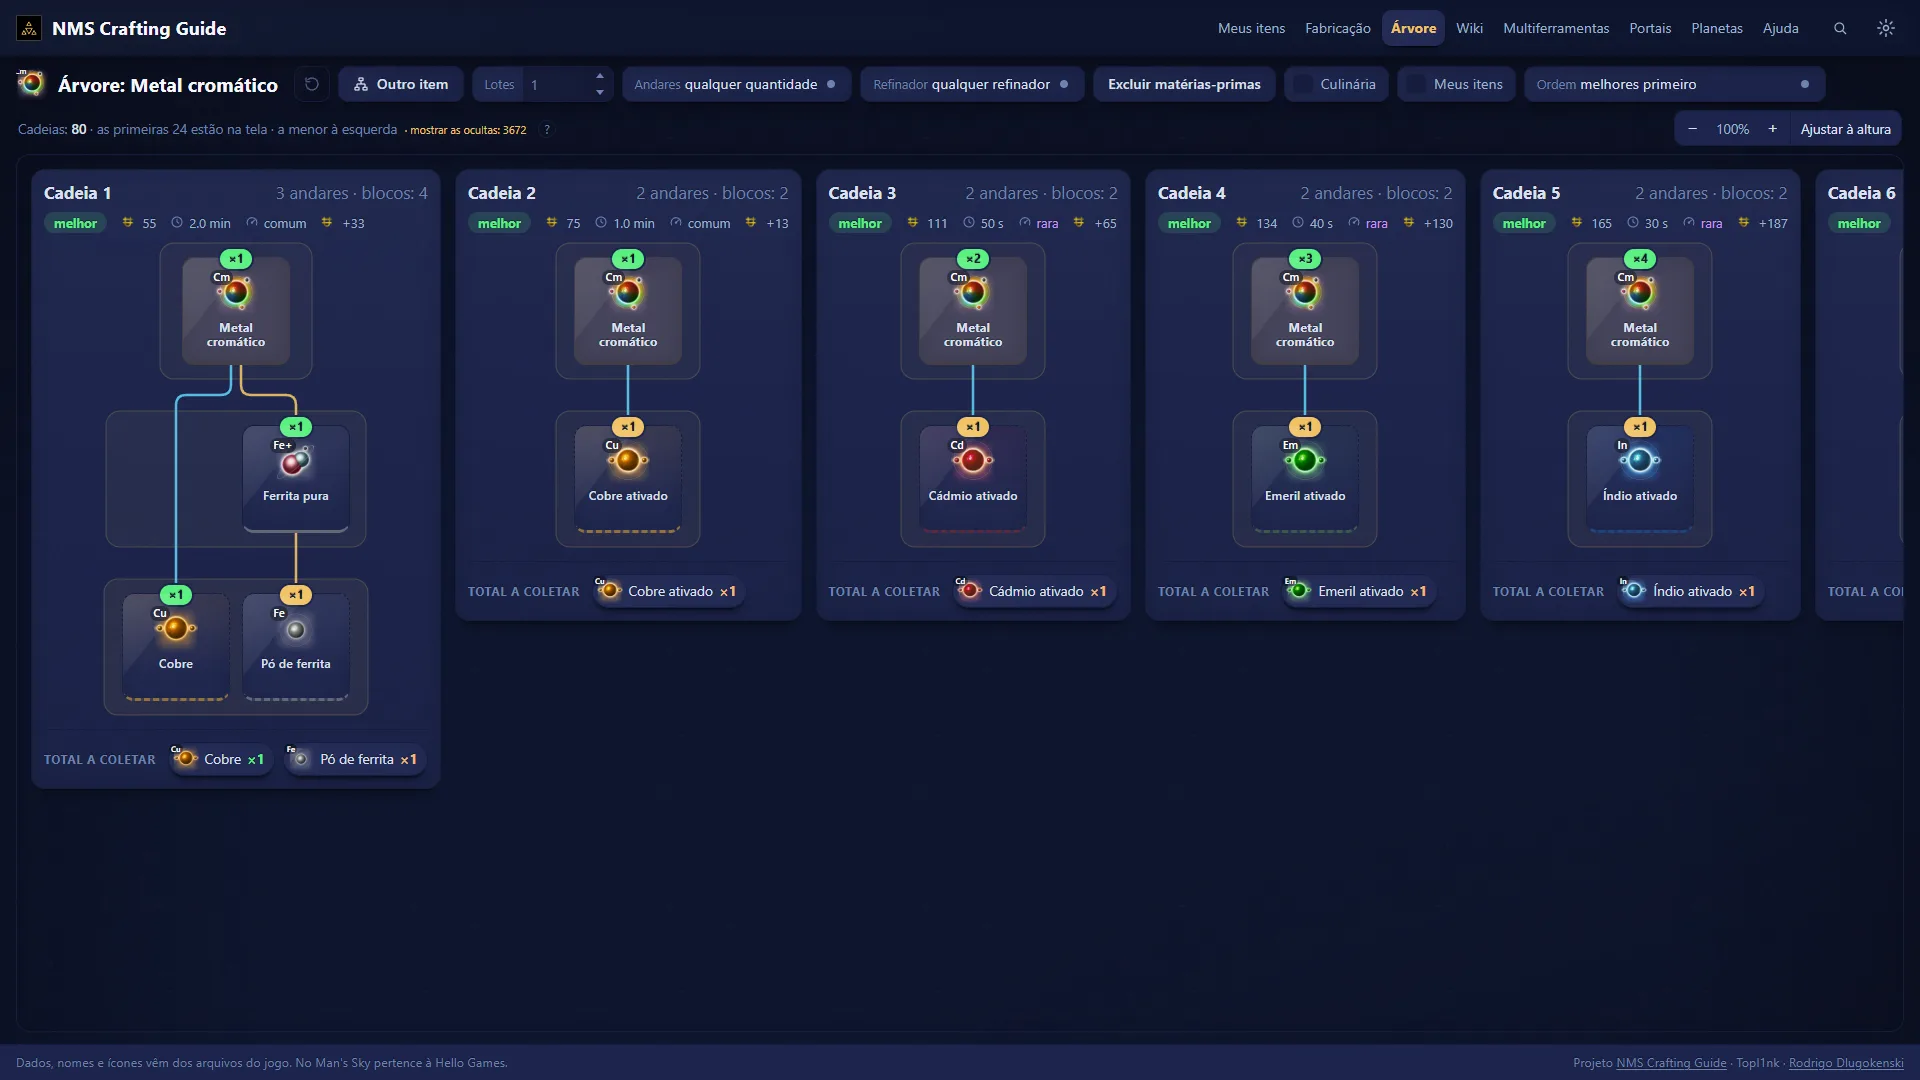 NMS Crafting Guide
Meus itens Fabricação Árvore Wiki Multiferramentas Portais Planetas Ajuda
Árvore: Metal cromático
Outro item
Lotes 1
Andares qualquer quantidade
Refinador qualquer refinador
Excluir matérias-primas
Culinária
Meus itens
Ordem melhores primeiro
Cadeias: 80 · as primeiras 24 estão na tela · a menor à esquerda · mostrar as ocultas: 3672 ?
− 100% + Ajustar à altura
Cadeia 1 3 andares · blocos: 4
melhor 55 2.0 min comum +33
×1
Cm
Metal cromático
×1
Fe+
Ferrita pura
×1
Cu
Cobre
×1
Fe
Pó de ferrita
TOTAL A COLETAR Cu Cobre ×1 Fe Pó de ferrita ×1
Cadeia 2 2 andares · blocos: 2
melhor 75 1.0 min comum +13
×1
Cm
Metal cromático
×1
Cu
Cobre ativado
TOTAL A COLETAR Cu Cobre ativado ×1
Cadeia 3 2 andares · blocos: 2
melhor 111 50 s rara +65
×2
Cm
Metal cromático
×1
Cd
Cádmio ativado
TOTAL A COLETAR Cd Cádmio ativado ×1
Cadeia 4 2 andares · blocos: 2
melhor 134 40 s rara +130
×3
Cm
Metal cromático
×1
Em
Emeril ativado
TOTAL A COLETAR Em Emeril ativado ×1
Cadeia 5 2 andares · blocos: 2
melhor 165 30 s rara +187
×4
Cm
Metal cromático
×1
In
Índio ativado
TOTAL A COLETAR In Índio ativado ×1
Cadeia 6
melhor
TOTAL A CO
Dados, nomes e ícones vêm dos arquivos do jogo. No Man's Sky pertence à Hello Games.
Projeto NMS Crafting Guide · Topl1nk · Rodrigo Dlugokenski